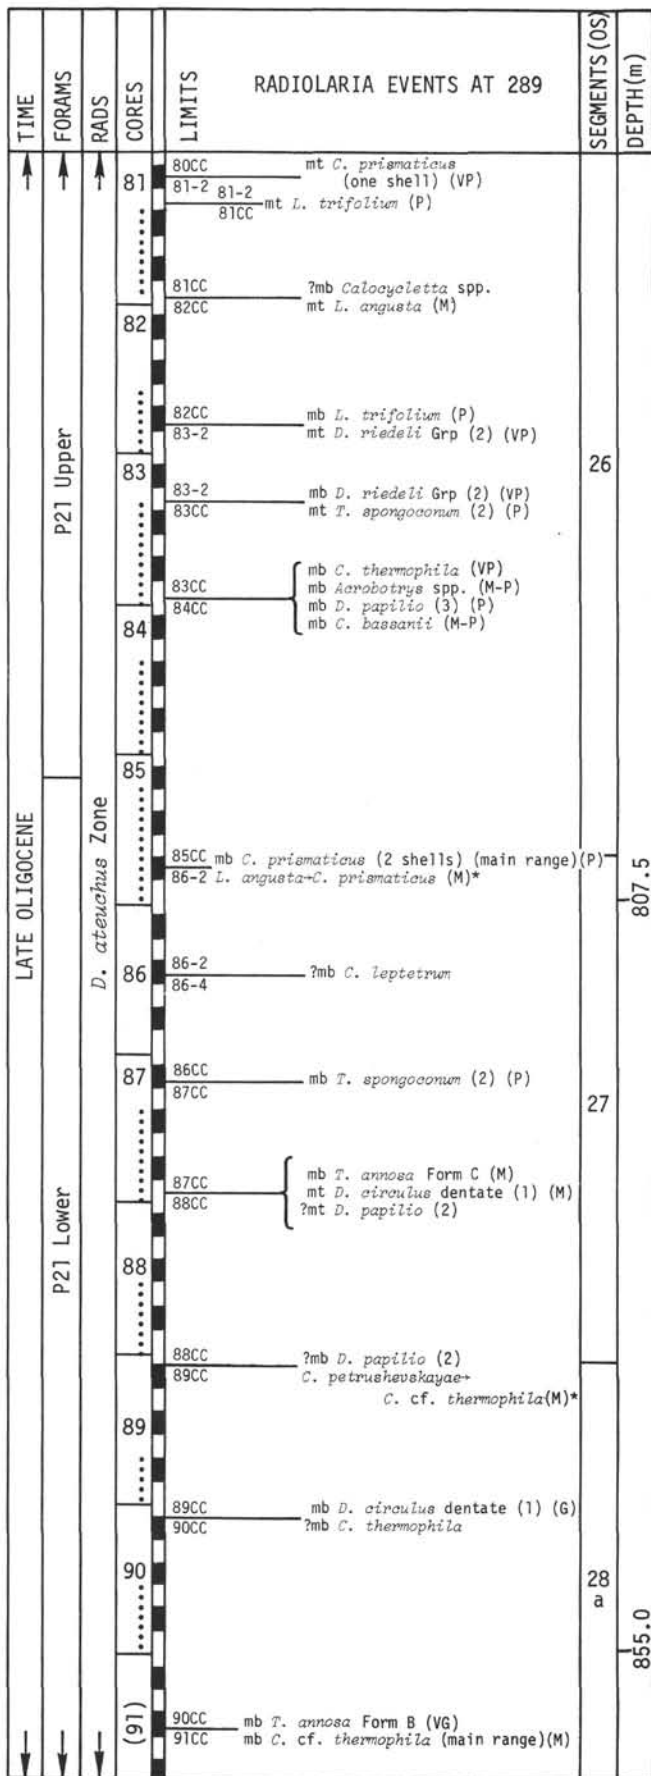 TIME
FORAMS
RADS
CORES
LIMITS
RADIOLARIA EVENTS AT 289
SEGMENTS(OS)
DEPTH(m)
LATE OLIGOCENE
P21 Upper
P21 Lower
D. ateuchus Zone
81
80CC mt C. prismaticus
81-2 (one shell) (VP)
81-2
81CC mt L. trifolium (P)
81CC ?mb Calocycletta spp.
82CC mt L. angusta (M)
82
82CC mb L. trifolium (P)
83-2 mt D. riedeli Grp (2) (VP)
83
26
83-2 mb D. riedeli Grp (2) (VP)
83CC mt T. spongoconum (2) (P)
mb C. thermophila (VP)
83CC mb Acrobotrys spp. (M-P)
84CC mb D. papilio (3) (P)
84 mb C. bassanii (M-P)
85
85CC mb C. prismaticus (2 shells) (main range)(P)
86-2 L. angusta→C. prismaticus (M)*
807.5
86
86-2 ?mb C. leptetrum
86-4
87
86CC mb T. spongoconum (2) (P)
87CC
27
mb T. annosa Form C (M)
87CC mt D. circulus dentate (1) (M)
88CC ?mt D. papilio (2)
88
88CC ?mb D. papilio (2)
89CC C. petrushevskayae→
C. cf. thermophila(M)*
89
89CC mb D. circulus dentate (1) (G)
90CC ?mb C. thermophila
90
28
a
855.0
(91)
90CC mb T. annosa Form B (VG)
91CC mb C. cf. thermophila (main range)(M)